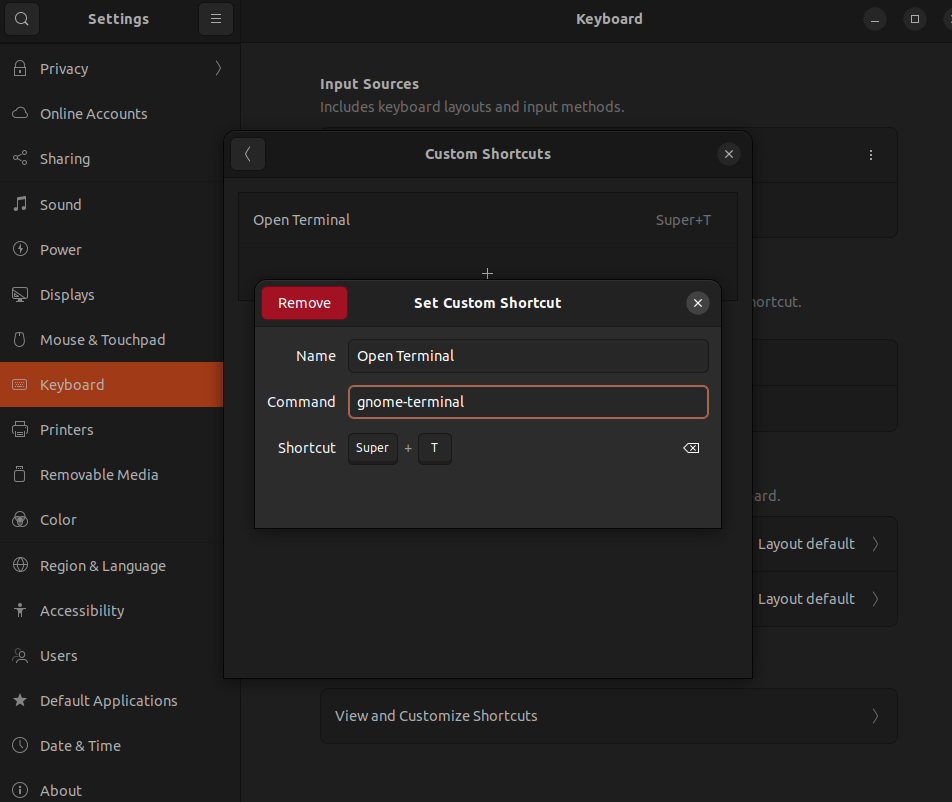 Settings
Keyboard
Privacy
Online Accounts
Sharing
Sound
Power
Displays
Mouse & Touchpad
Keyboard
Printers
Removable Media
Color
Region & Language
Accessibility
Users
Default Applications
Date & Time
About
Input Sources
Includes keyboard layouts and input methods.
Custom Shortcuts
Open Terminal Super+T
+
Remove Set Custom Shortcut
Name Open Terminal
Command gnome-terminal
Shortcut Super + T
Layout default
Layout default
View and Customize Shortcuts